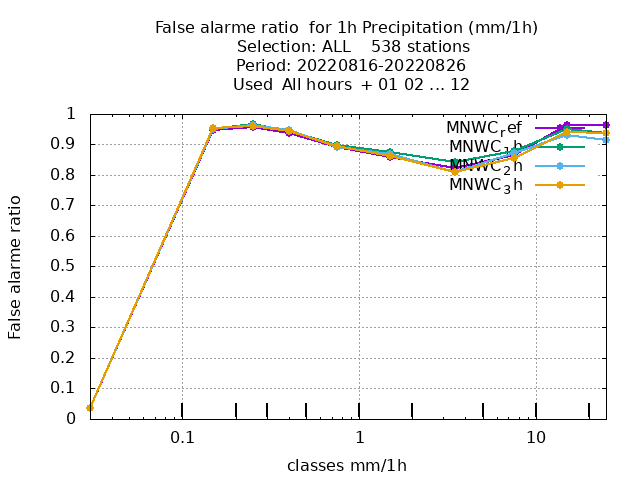 False alarme ratio  for 1h Precipitation (mm/1h)
Selection: ALL    538 stations
Period: 20220816-20220826
Used  All hours  + 01 02 ... 12
False alarme ratio
1
0.9
0.8
0.7
0.6
0.5
0.4
0.3
0.2
0.1
0
MNWC_ref
MNWC_1h
MNWC_2h
MNWC_3h
0.1
1
10
classes mm/1h